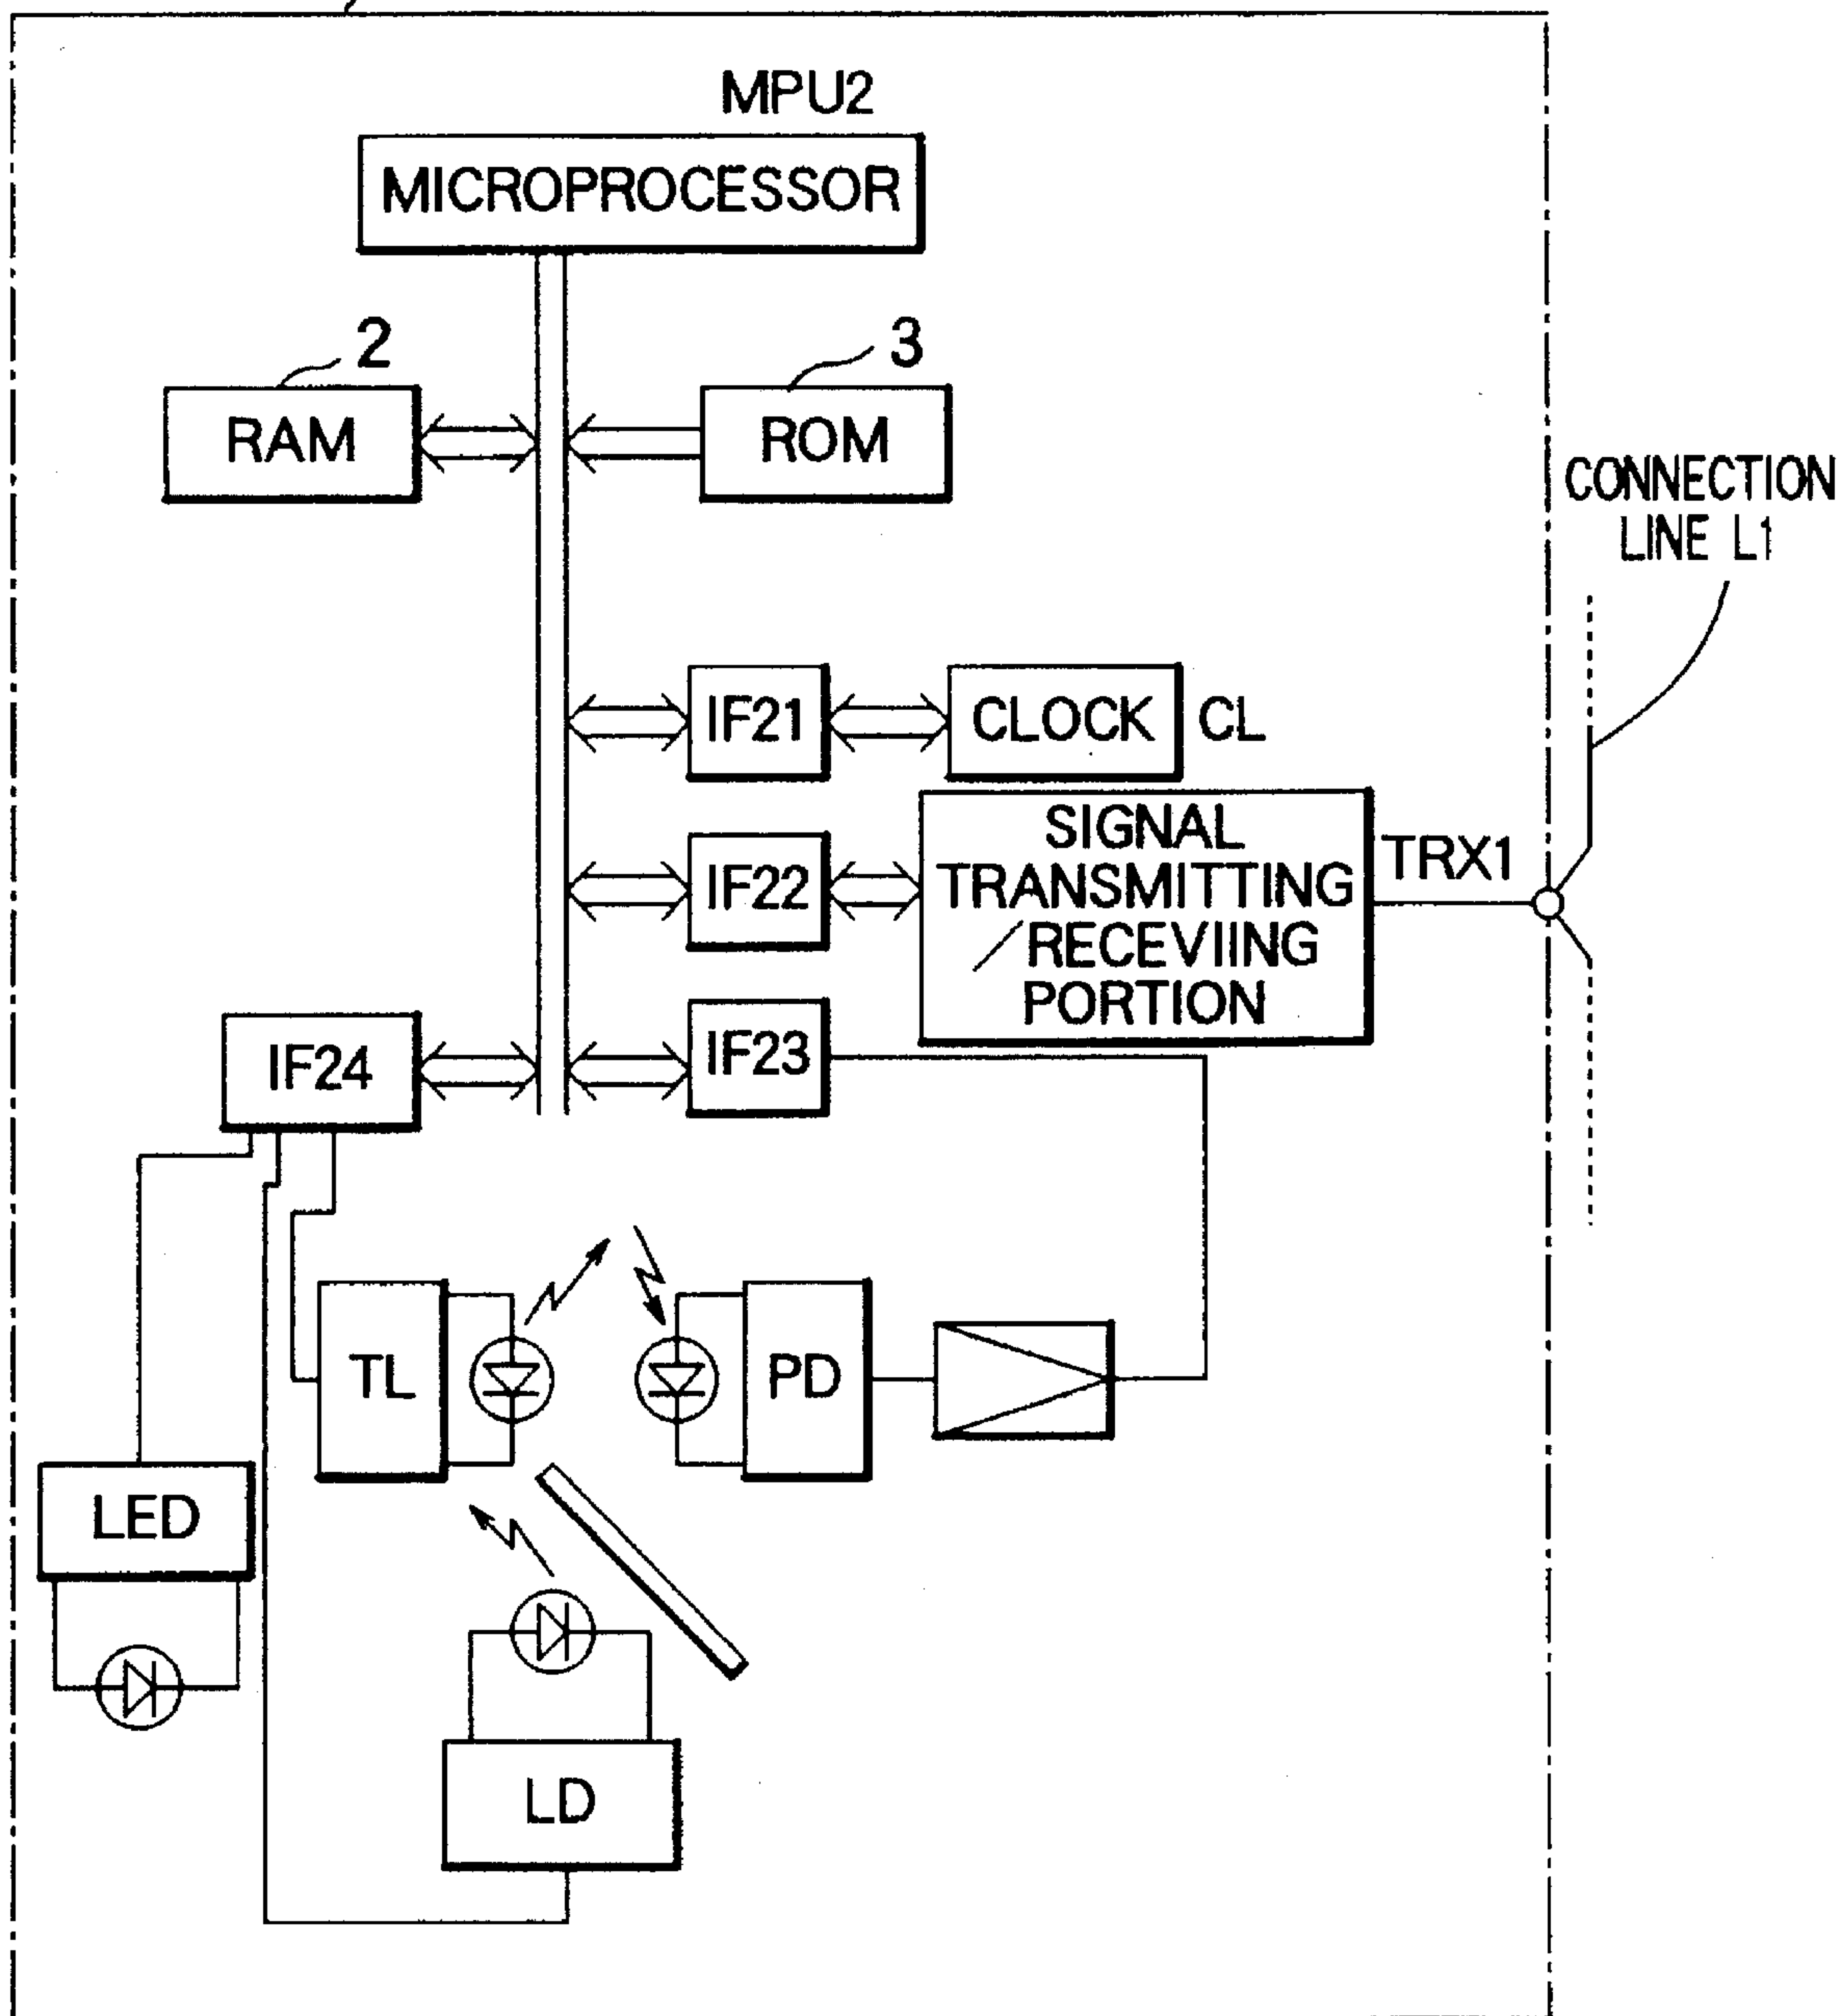 MPU2
MICROPROCESSOR
2
3
RAM
ROM
CONNECTION
LINE L1
IF21
CLOCK
CL
SIGNAL
TRANSMITTING
/RECEVIING
PORTION
TRX1
IF22
IF23
IF24
TL
PD
LED
LD